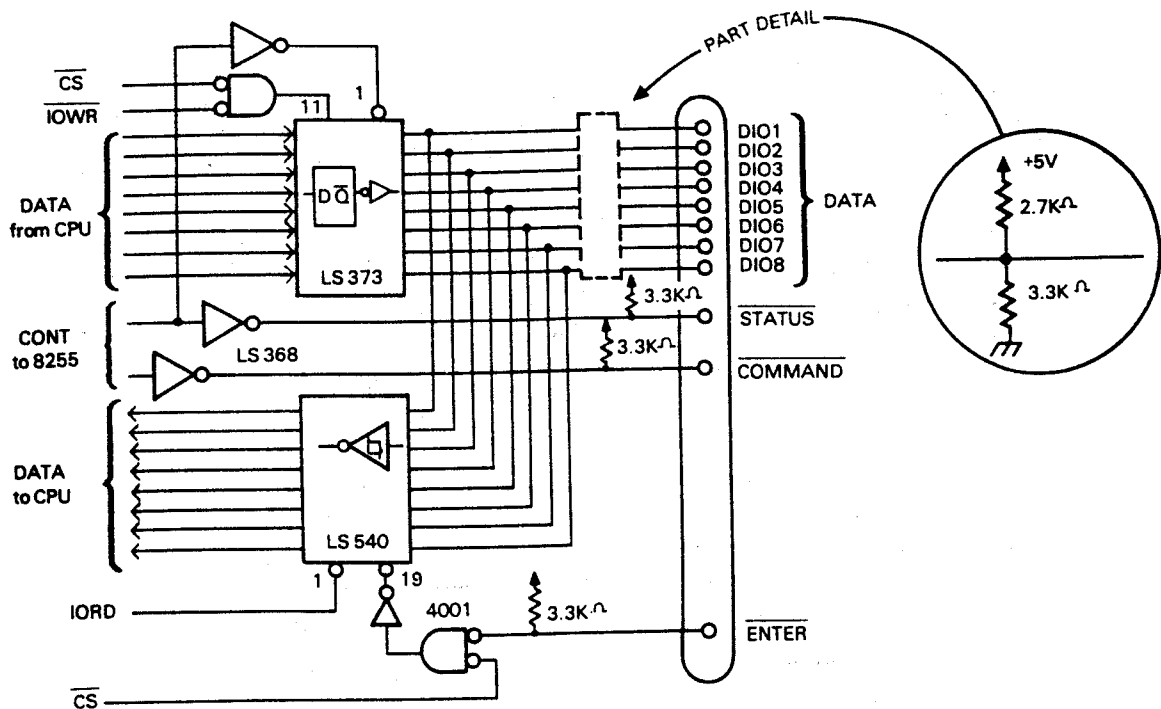 PART DETAIL
CS
IOWR
11
1
DATA
from CPU
DQ̅
LS 373
DIO1
DIO2
DIO3
DIO4
DIO5
DIO6
DIO7
DIO8
DATA
+5V
2.7KΩ
3.3KΩ
3.3KΩ
STATUS
CONT
to 8255
LS 368
3.3KΩ
COMMAND
DATA
to CPU
LS 540
1
19
IORD
4001
3.3KΩ
ENTER
CS